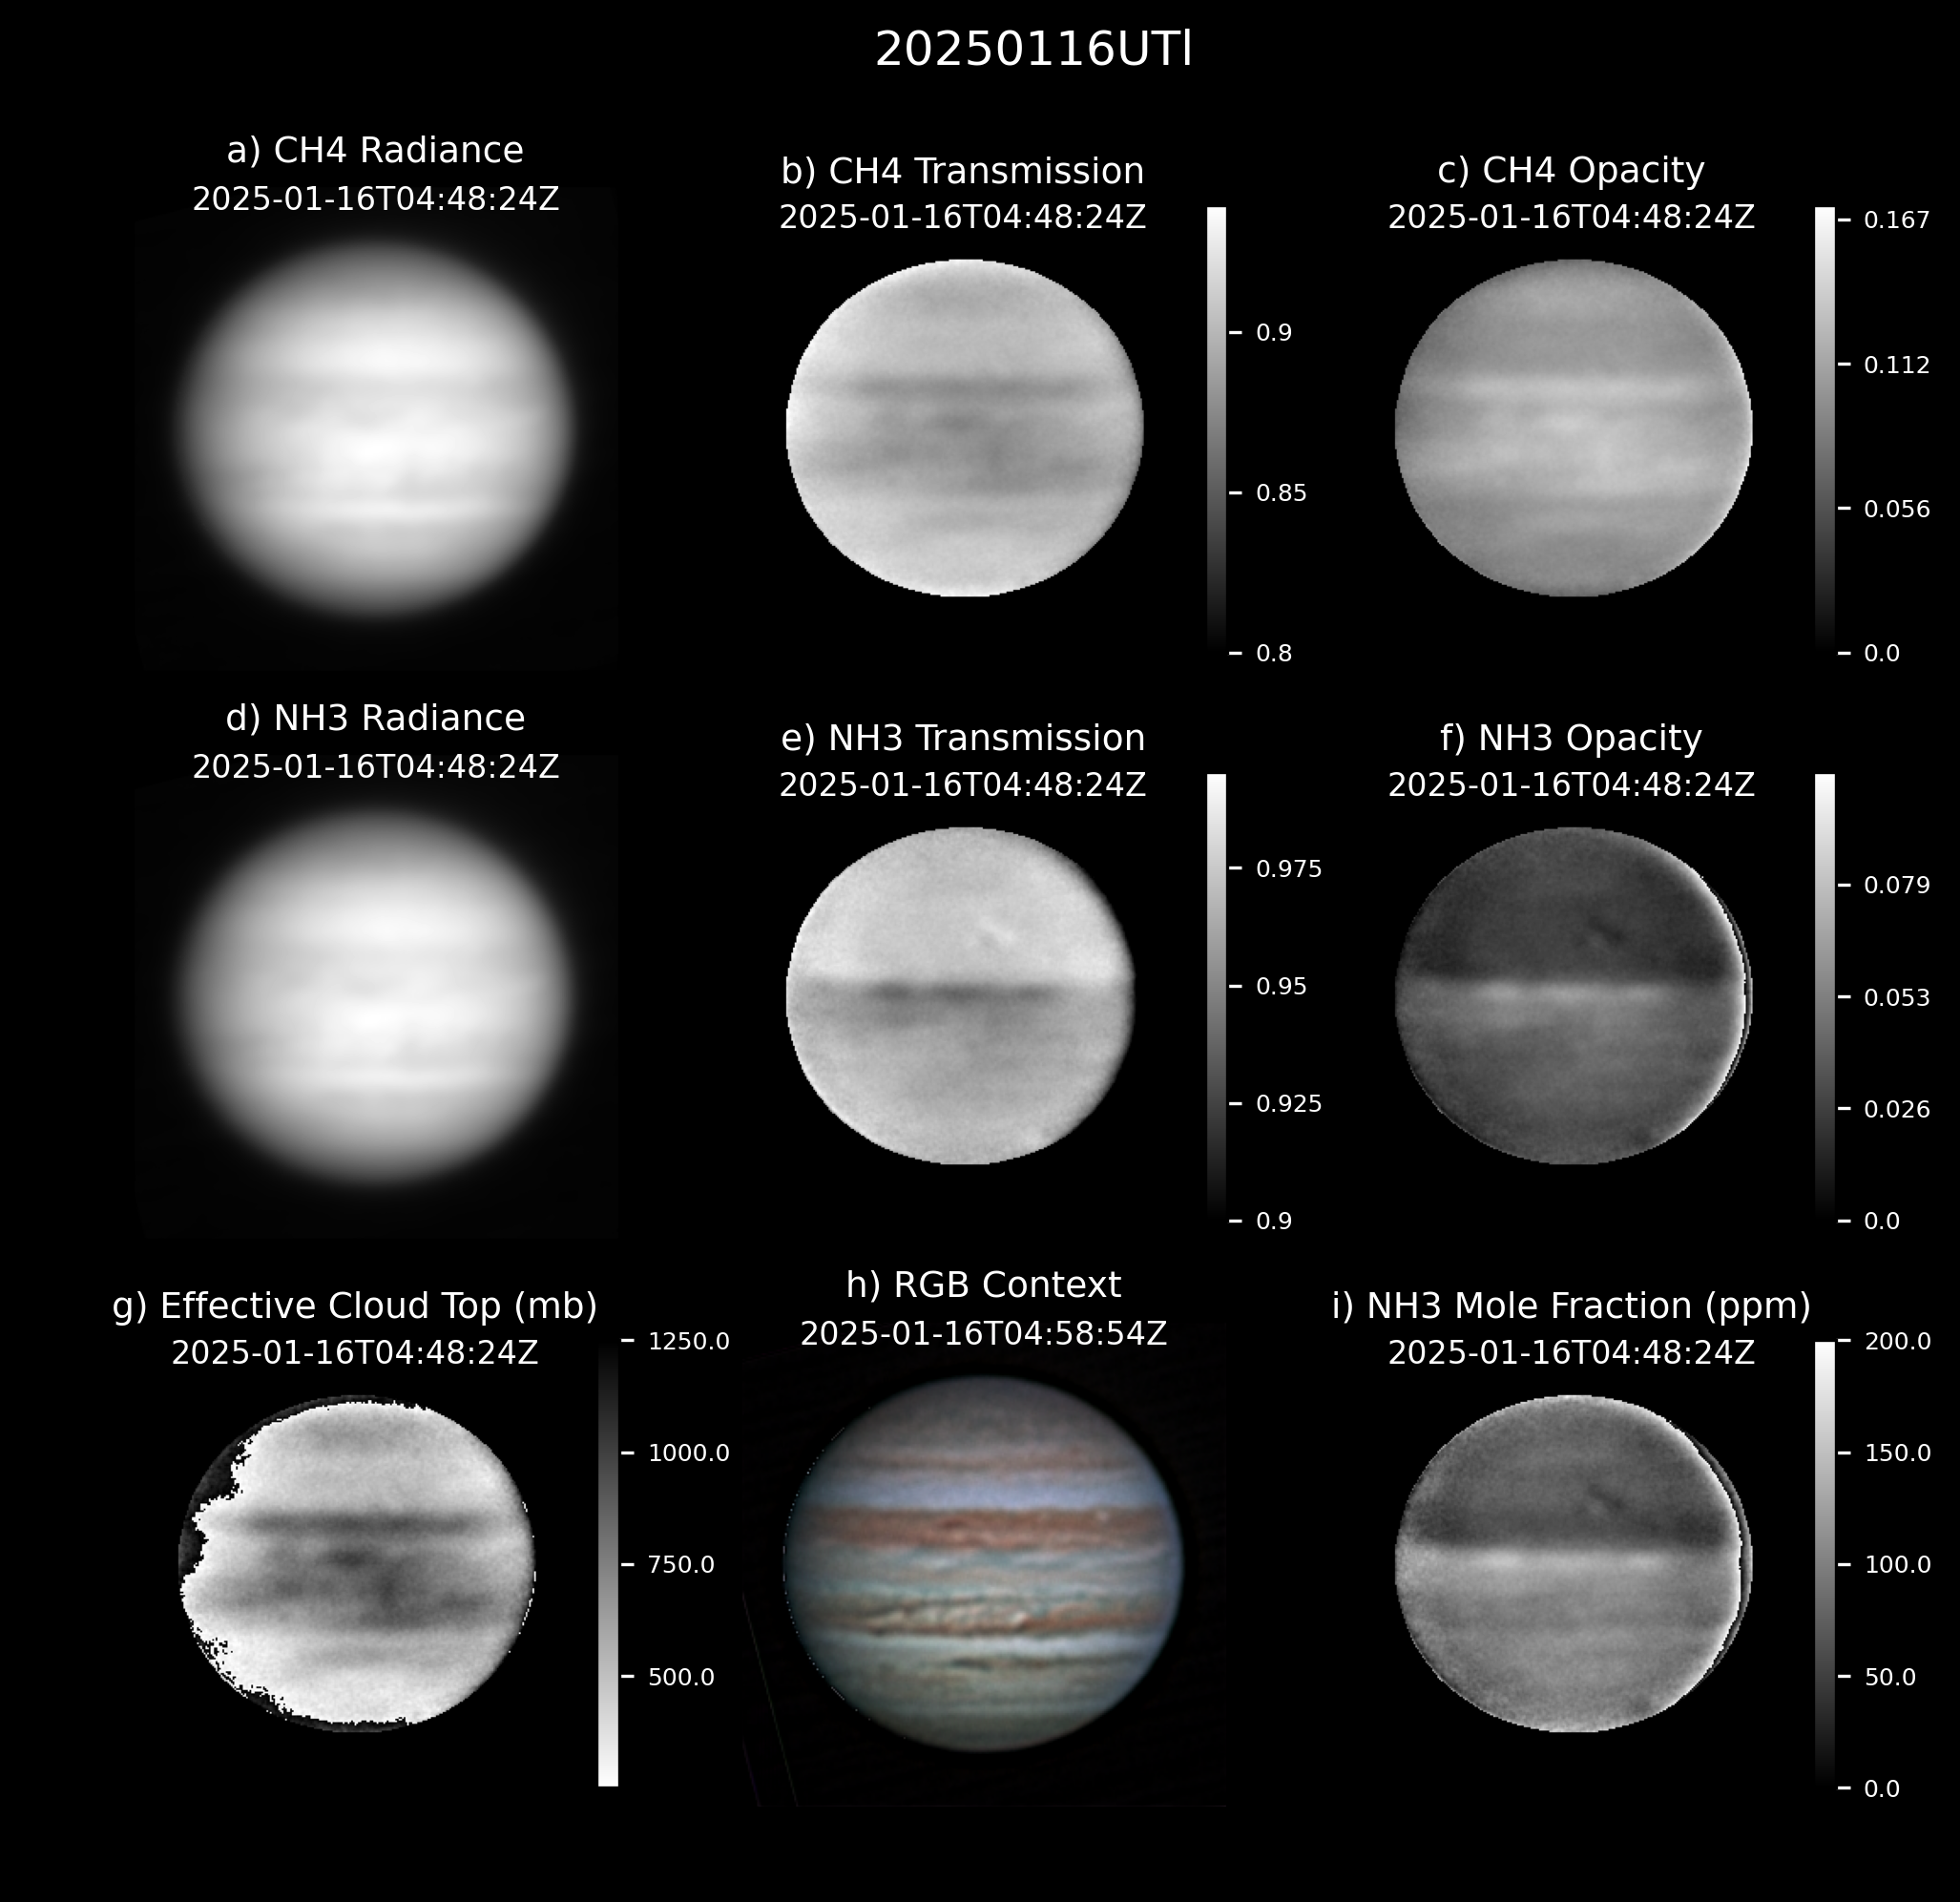 20250116UTl
a) CH4 Radiance
2025-01-16T04:48:24Z
b) CH4 Transmission
2025-01-16T04:48:24Z
0.9
0.85
0.8
c) CH4 Opacity
2025-01-16T04:48:24Z
0.167
0.112
0.056
0.0
d) NH3 Radiance
2025-01-16T04:48:24Z
e) NH3 Transmission
2025-01-16T04:48:24Z
0.975
0.95
0.925
0.9
f) NH3 Opacity
2025-01-16T04:48:24Z
0.079
0.053
0.026
0.0
g) Effective Cloud Top (mb)
2025-01-16T04:48:24Z
1250.0
1000.0
750.0
500.0
h) RGB Context
2025-01-16T04:58:54Z
i) NH3 Mole Fraction (ppm)
2025-01-16T04:48:24Z
200.0
150.0
100.0
50.0
0.0